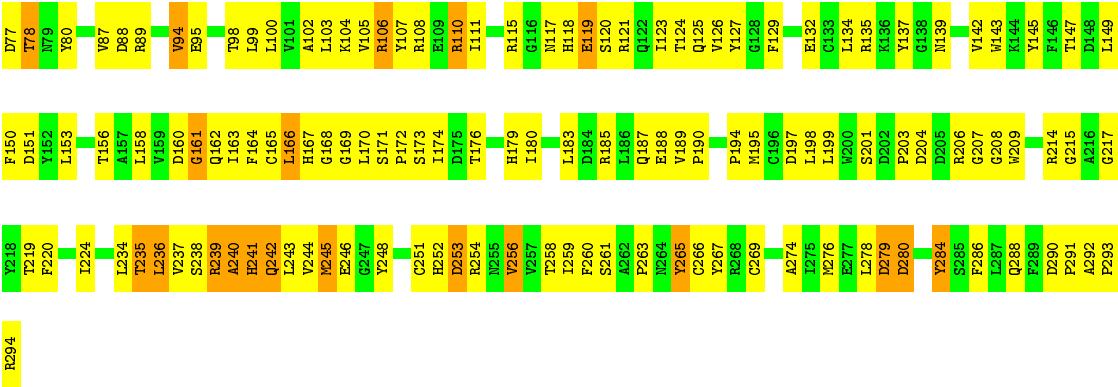 D77 T78 N79 Y80 V87 D88 R89 V94 E95 T98 L99 L100 V101 A102 L103 K104 V105 R106 Y107 R108 E109 R110 I111 R115 G116 N117 H118 E119 S120 R121 Q122 I123 T124 Q125 V126 Y127 G128 F129 E132 C133 L134 R135 K136 Y137 G138 N139 V142 W143 K144 Y145 F146 T147 D148 L149
F150 D151 Y152 L153 T156 A157 L158 V159 D160 G161 Q162 I163 F164 C165 L166 H167 G168 G169 L170 S171 P172 S173 I174 D175 T176 H179 I180 L183 D184 R185 L186 Q187 E188 V189 P190 P194 M195 C196 D197 L198 L199 W200 S201 D202 P203 D204 D205 R206 G207 G208 W209 R214 G215 A216 G217
Y218 T219 F220 I224 L234 T235 L236 V237 S238 R239 A240 H241 Q242 L243 V244 M245 E246 G247 Y248 C251 H252 D253 R254 N255 V256 V257 T258 I259 F260 S261 A262 P263 N264 Y265 C266 Y267 R268 C269 A274 I275 M276 E277 L278 D279 D280 Y284 S285 F286 L287 Q288 F289 D290 P291 A292 P293
R294